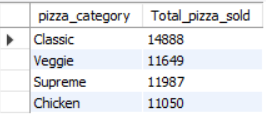 pizza_category Total_pizza_sold
Classic 14888
Veggie 11649
Supreme 11987
Chicken 11050